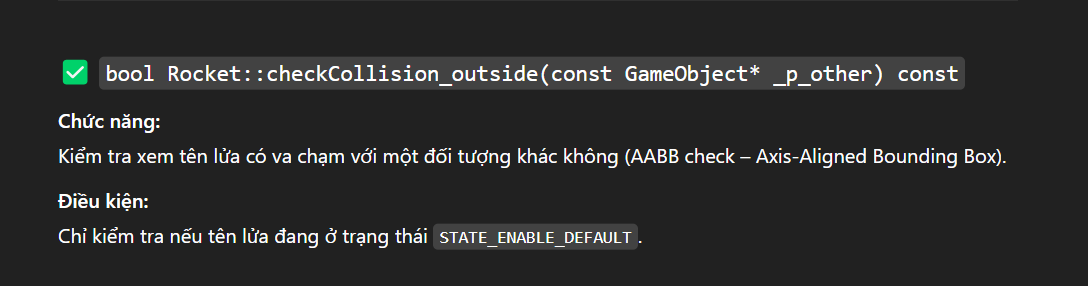 ✅ bool Rocket::checkCollision_outside(const GameObject* _p_other) const
Chức năng:
Kiểm tra xem tên lửa có va chạm với một đối tượng khác không (AABB check – Axis-Aligned Bounding Box).
Điều kiện:
Chỉ kiểm tra nếu tên lửa đang ở trạng thái STATE_ENABLE_DEFAULT.